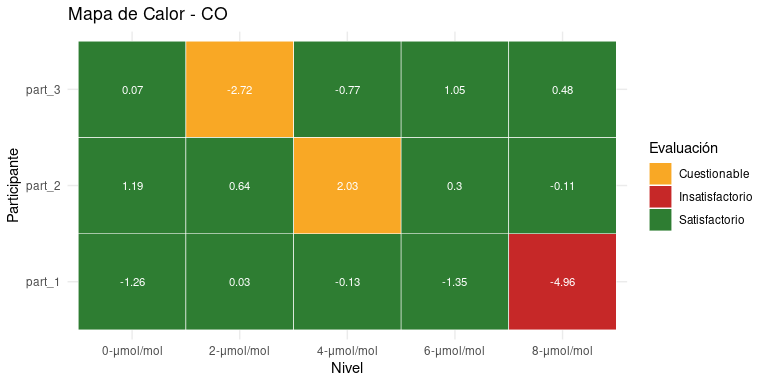 Mapa de Calor - CO
Participante
part_3
0.07 -2.72 -0.77 1.05 0.48
part_2
1.19 0.64 2.03 0.3 -0.11
part_1
-1.26 0.03 -0.13 -1.35 -4.96
0-μmol/mol 2-μmol/mol 4-μmol/mol 6-μmol/mol 8-μmol/mol
Nivel
Evaluación
Cuestionable
Insatisfactorio
Satisfactorio